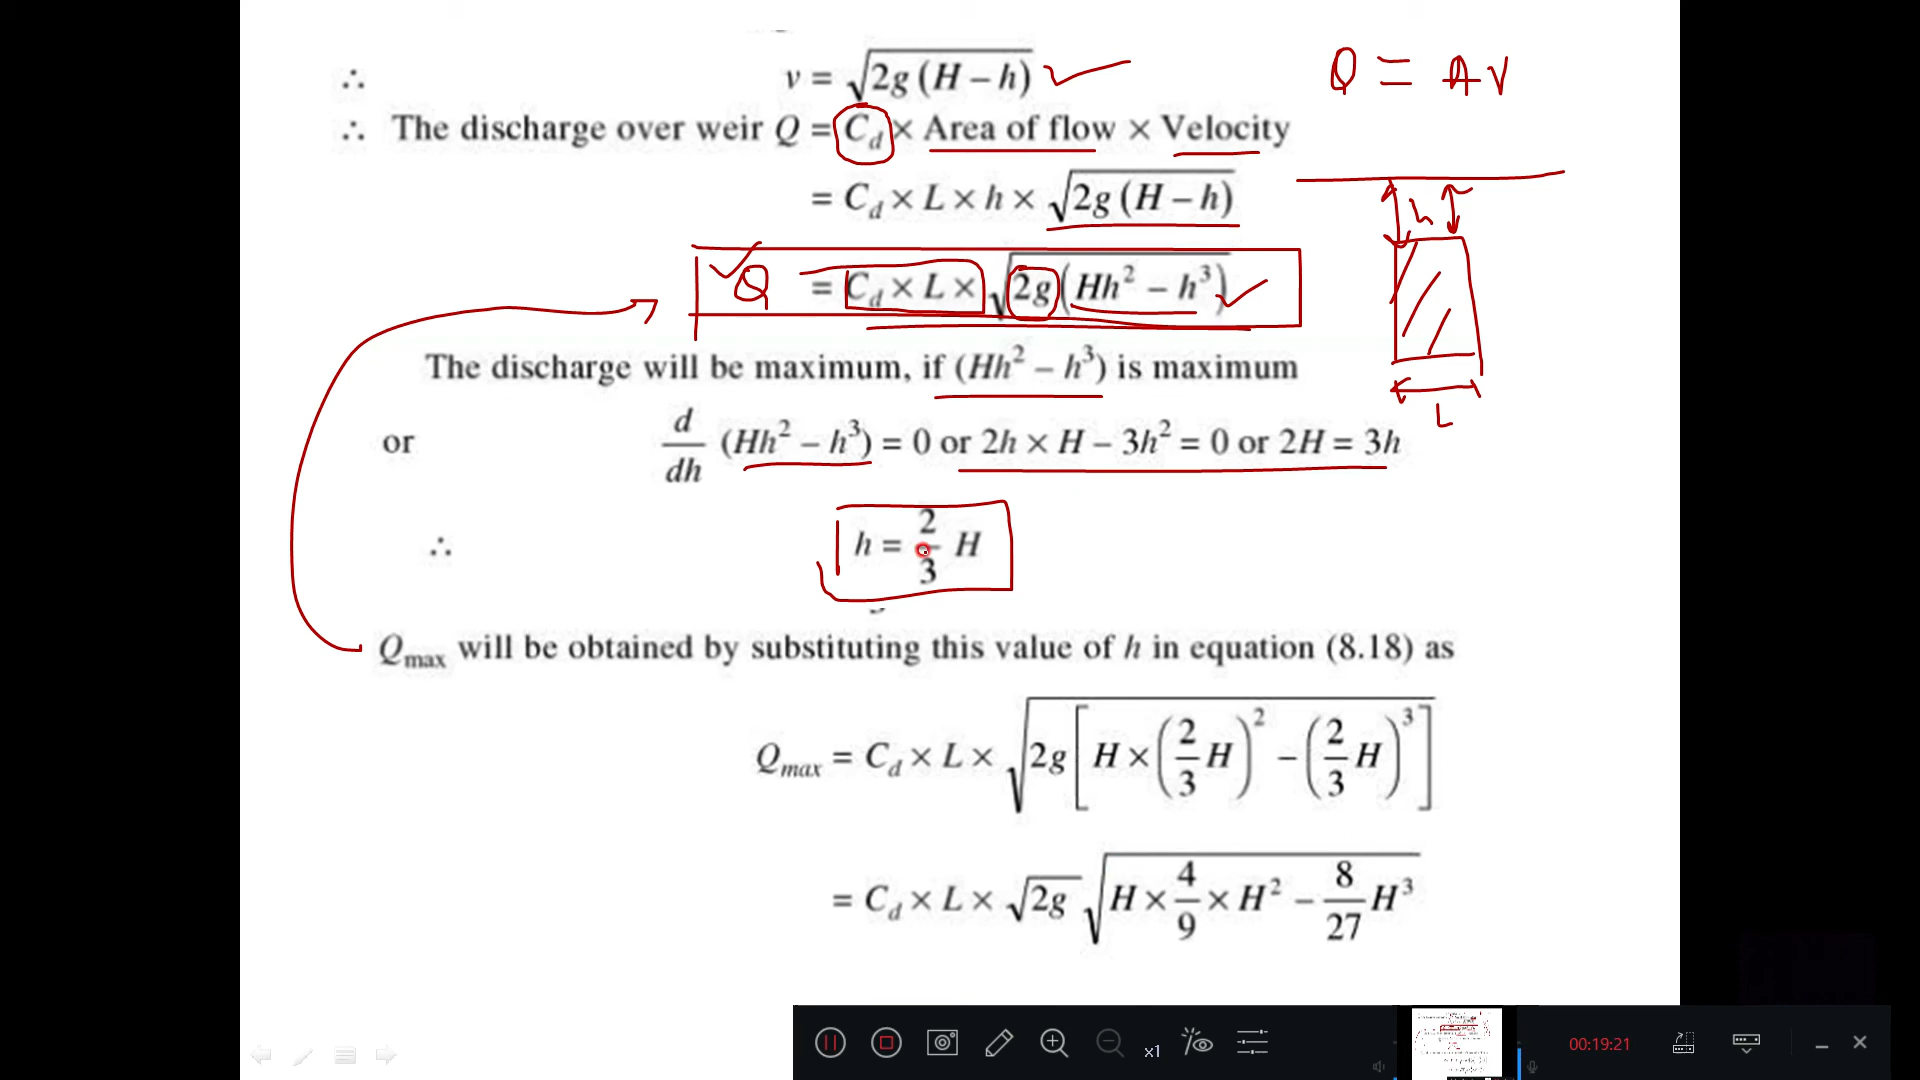 ∴ v = √2g (H – h)
Q = AV
∴ The discharge over weir Q = C_d × Area of flow × Velocity
= C_d × L × h × √2g (H – h)
h
Q = C_d × L × √2g (Hh² – h³)
The discharge will be maximum, if (Hh² – h³) is maximum
L
or d/dh (Hh² – h³) = 0 or 2h × H – 3h² = 0 or 2H = 3h
∴ h = 2/3 H
Q_max will be obtained by substituting this value of h in equation (8.18) as
Q_max = C_d × L × √2g [H × (2/3 H)² – (2/3 H)³]
= C_d × L × √2g √H × 4/9 × H² – 8/27 H³
x1
00:19:21